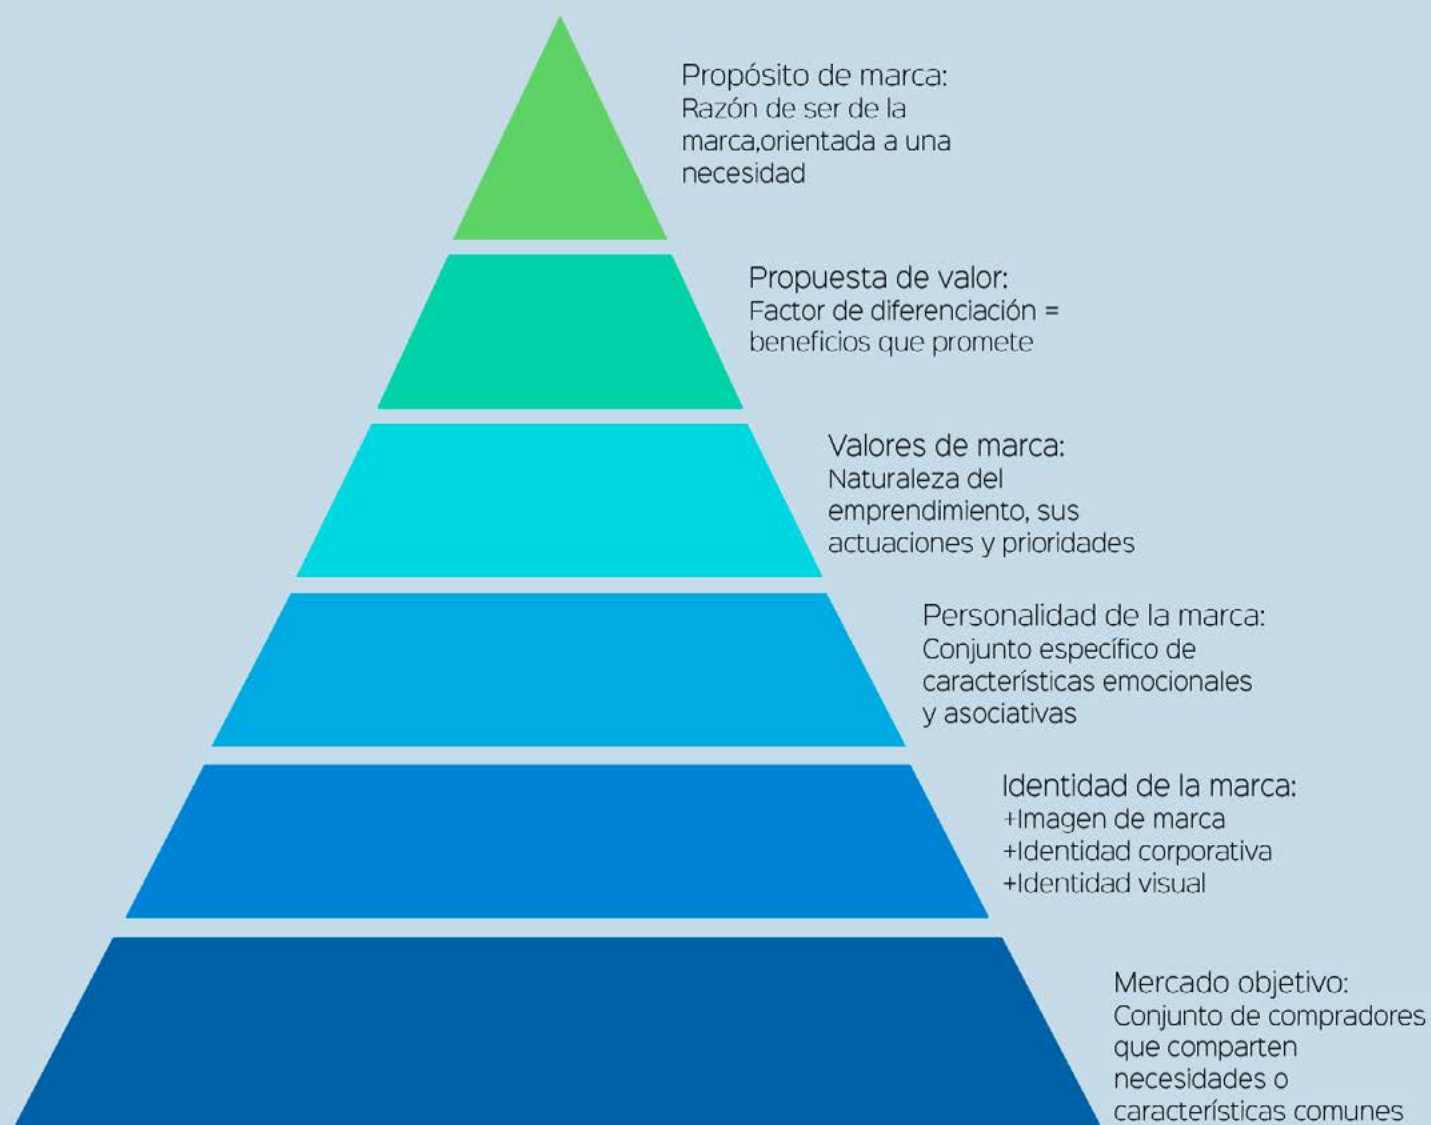 Propósito de marca:
Razón de ser de la
marca,orientada a una
necesidad
Propuesta de valor:
Factor de diferenciación =
beneficios que promete
Valores de marca:
Naturaleza del
emprendimiento, sus
actuaciones y prioridades
Personalidad de la marca:
Conjunto específico de
características emocionales
y asociativas
Identidad de la marca:
+Imagen de marca
+Identidad corporativa
+Identidad visual
Mercado objetivo:
Conjunto de compradores
que comparten
necesidades o
características comunes